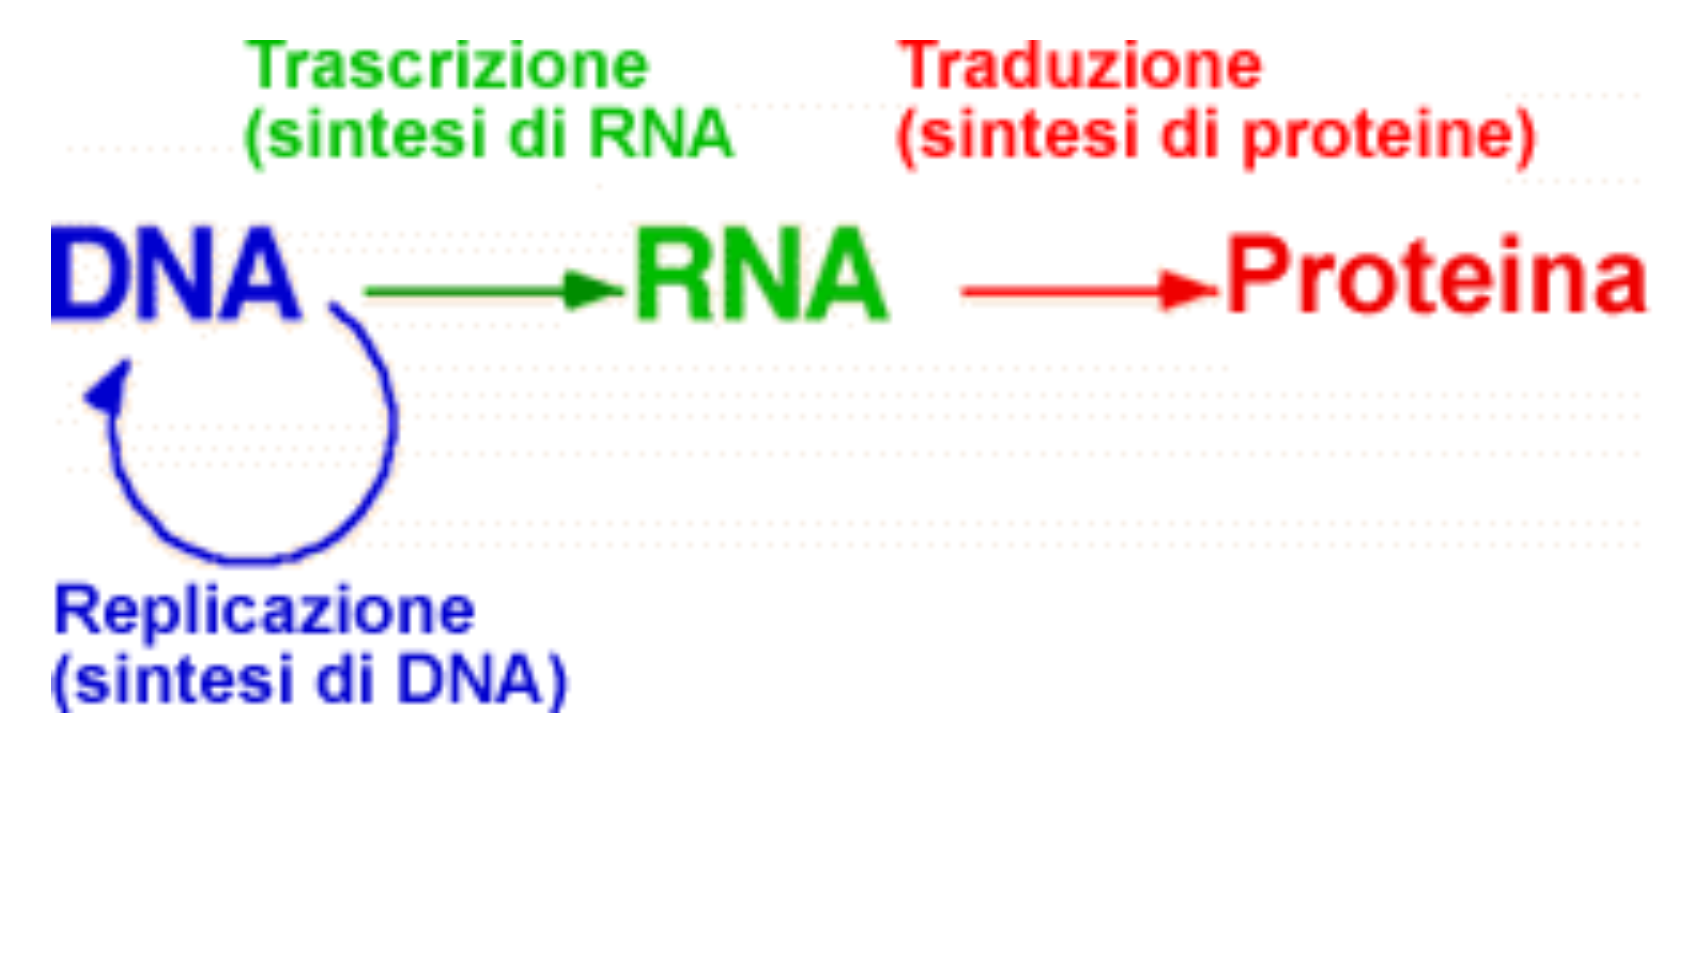 Trascrizione
(sintesi di RNA
Traduzione
(sintesi di proteine)
DNA
RNA
Proteina
Replicazione
(sintesi di DNA)